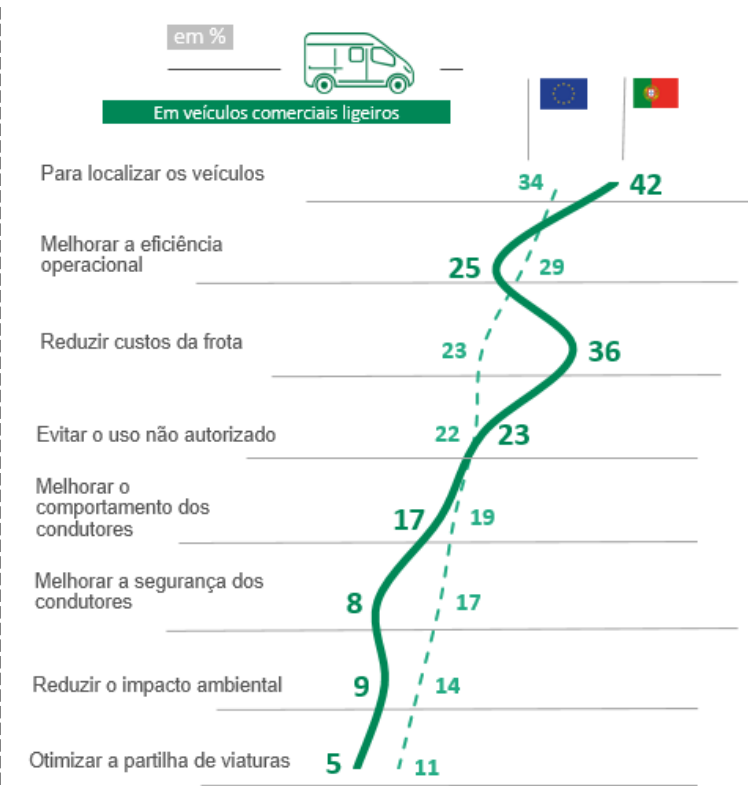 em %
Em veículos comerciais ligeiros
Para localizar os veículos
34 42
Melhorar a eficiência
operacional
25 29
Reduzir custos da frota
23 36
Evitar o uso não autorizado
22 23
Melhorar o
comportamento dos
condutores
17 19
Melhorar a segurança dos
condutores
8 17
Reduzir o impacto ambiental
9 14
Otimizar a partilha de viaturas
5 11